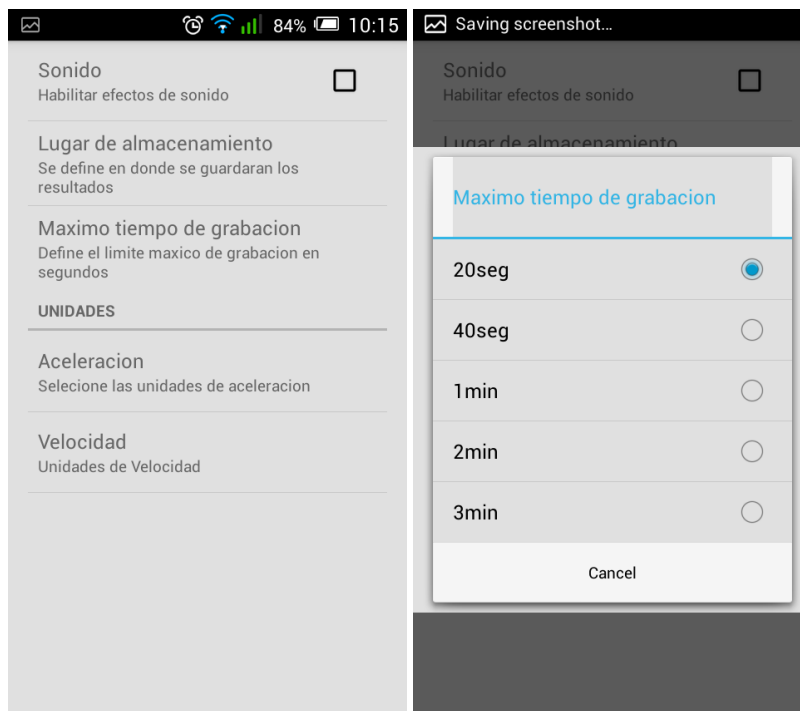 84% 10:15
Sonido
Habilitar efectos de sonido
Lugar de almacenamiento
Se define en donde se guardaran los
resultados
Maximo tiempo de grabacion
Define el limite maxico de grabacion en
segundos
UNIDADES
Aceleracion
Selecione las unidades de aceleracion
Velocidad
Unidades de Velocidad
Saving screenshot...
Sonido
Habilitar efectos de sonido
Lugar de almacenamiento
Maximo tiempo de grabacion
20seg
40seg
1min
2min
3min
Cancel